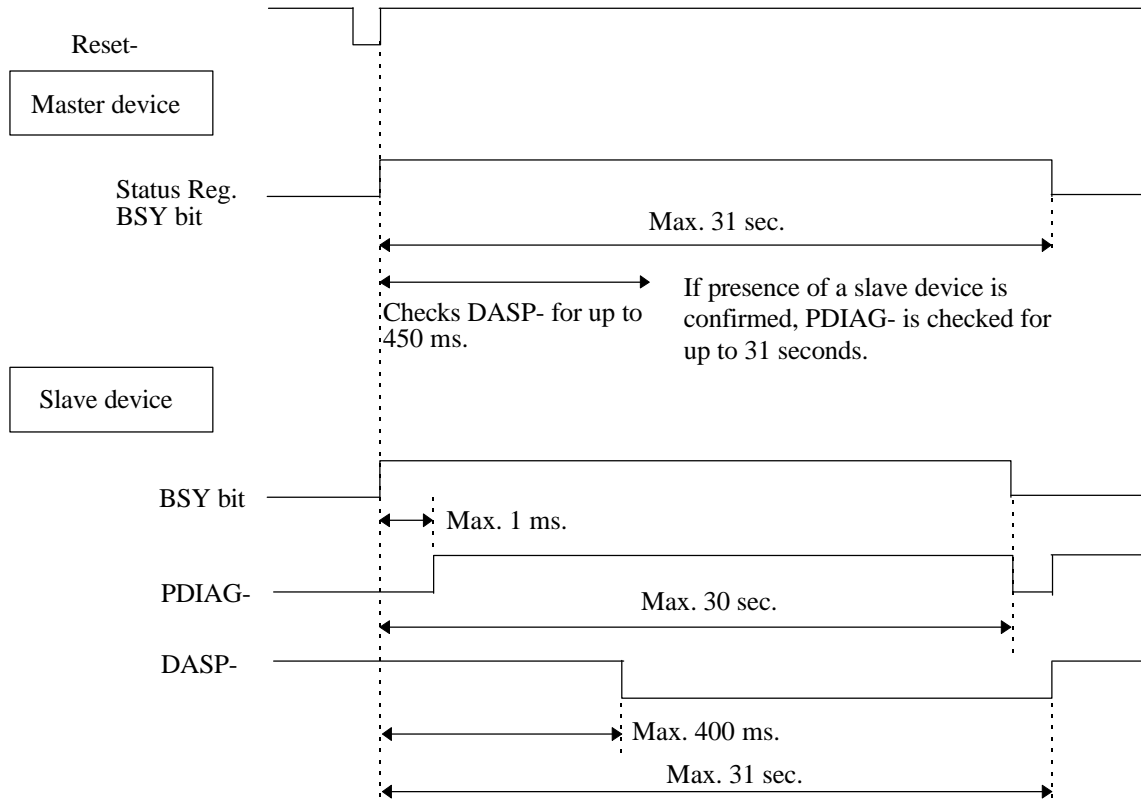 Reset-
Master device
Status Reg.
BSY bit
Max. 31 sec.
Checks DASP- for up to
450 ms.
If presence of a slave device is
confirmed, PDIAG- is checked for
up to 31 seconds.
Slave device
BSY bit
Max. 1 ms.
PDIAG-
Max. 30 sec.
DASP-
Max. 400 ms.
Max. 31 sec.